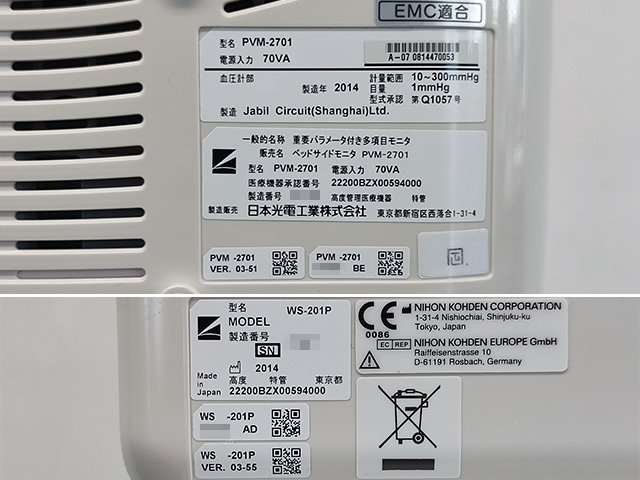 EMC適合
型名 PVM-2701
電源入力 70VA
A-07 0814470053
血圧計部
製造年 2014
計量範囲 10～300mmHg
目量 1mmHg
型式承認 第Q1057号
製造 Jabil Circuit(Shanghai)Ltd.
一般的名称 重要パラメータ付き多項目モニタ
販売名 ベッドサイドモニタ PVM-2701
型名 PVM-2701 電源入力 70VA
医療機器承認番号 22200BZX00594000
製造番号 高度管理医療機器 特管
製造販売 日本光電工業株式会社 東京都新宿区西落合1-31-4
PVM -2701
VER. 03-51
PVM -2701
BE
型名 WS-201P
MODEL
製造番号
SN
2014
Made in Japan
高度 特管 東京都
22200BZX00594000
WS -201P
AD
WS -201P
VER. 03-55
CE
0086
NIHON KOHDEN CORPORATION
1-31-4 Nishiochiai, Shinjuku-ku
Tokyo, Japan
EC REP
NIHON KOHDEN EUROPE GmbH
Raiffeisenstrasse 10
D-61191 Rosbach, Germany